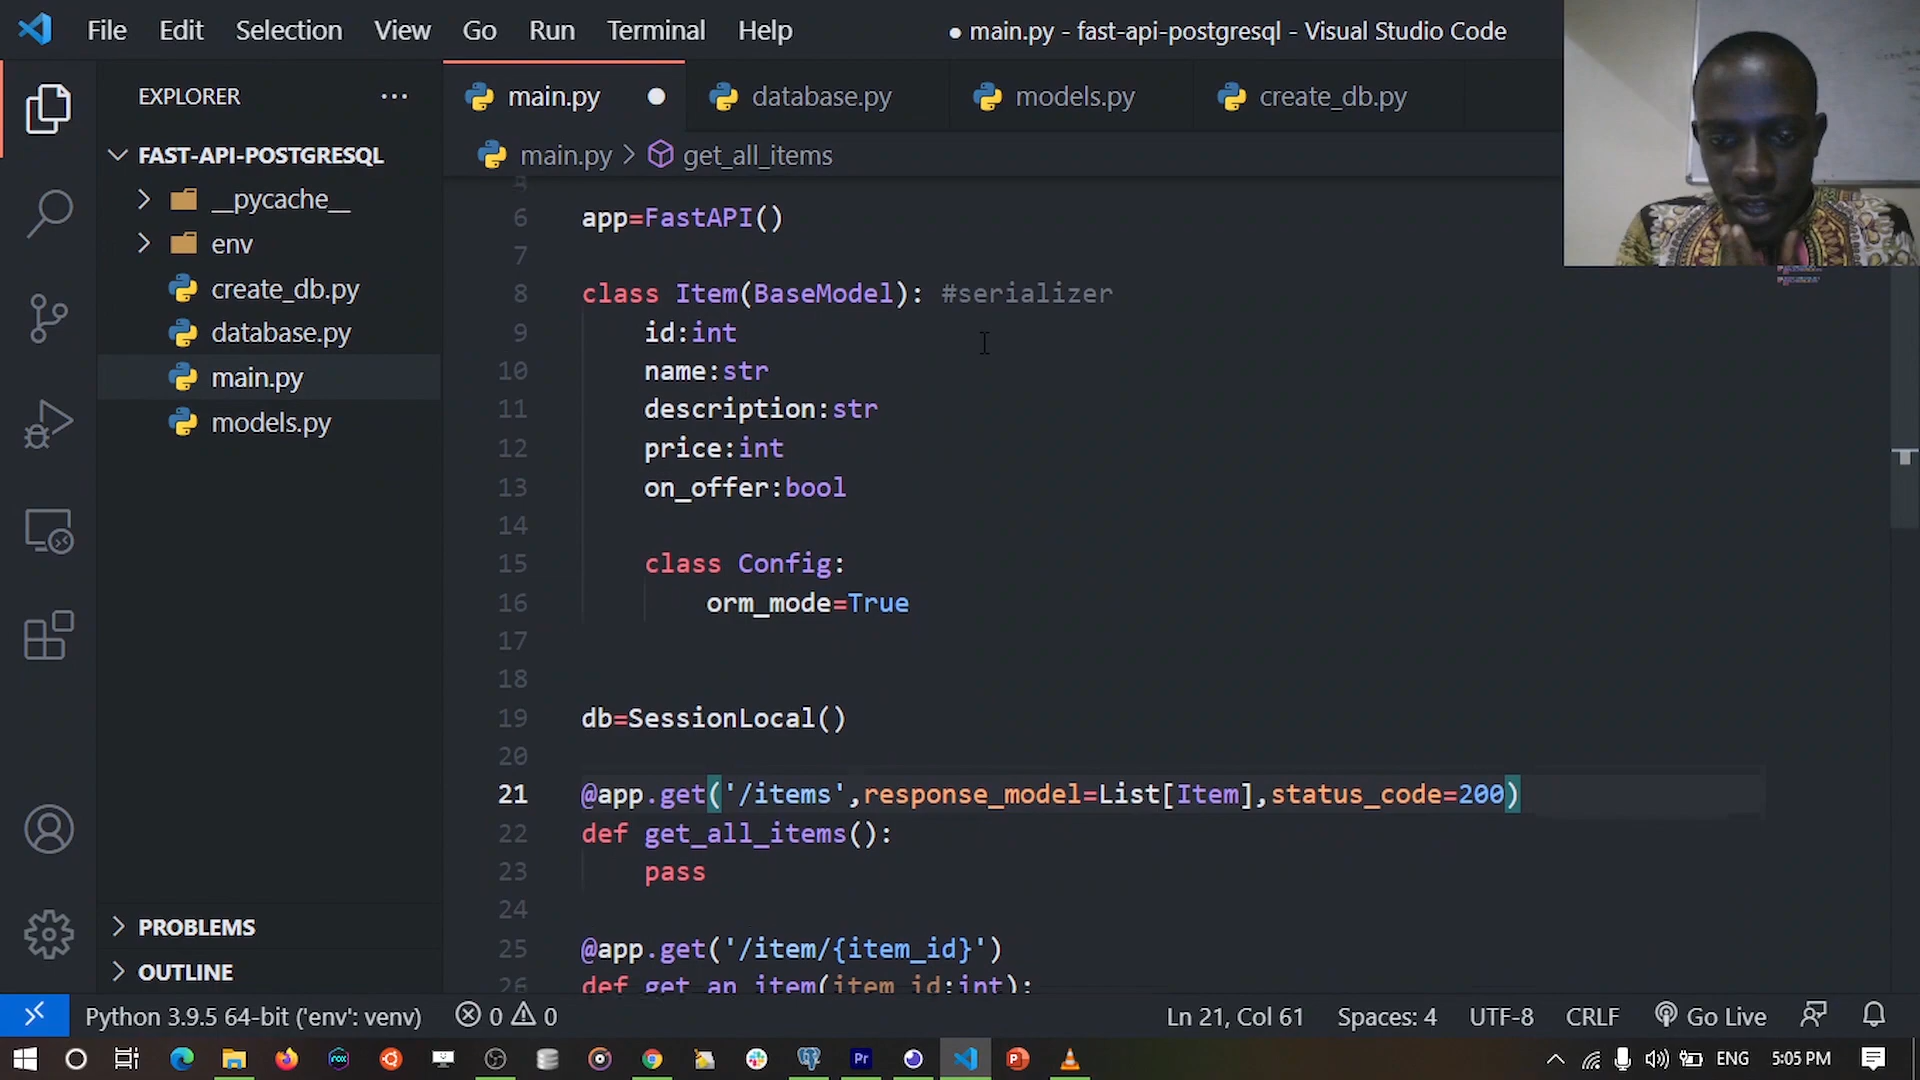 File Edit Selection View Go Run Terminal Help
● main.py - fast-api-postgresql - Visual Studio Code
EXPLORER ···
main.py ●
database.py
models.py
create_db.py
FAST-API-POSTGRESQL
__pycache__
env
create_db.py
database.py
main.py
models.py
PROBLEMS
OUTLINE
main.py > get_all_items
6 app=FastAPI()
7
8 class Item(BaseModel): #serializer
9 id:int
10 name:str
11 description:str
12 price:int
13 on_offer:bool
14
15 class Config:
16 orm_mode=True
17
18
19 db=SessionLocal()
20
21 @app.get('/items',response_model=List[Item],status_code=200)
22 def get_all_items():
23 pass
24
25 @app.get('/item/{item_id}')
26 def get_an_item(item_id:int):
Python 3.9.5 64-bit ('env': venv) 0 0 Ln 21, Col 61 Spaces: 4 UTF-8 CRLF Go Live
Pr ENG 5:05 PM